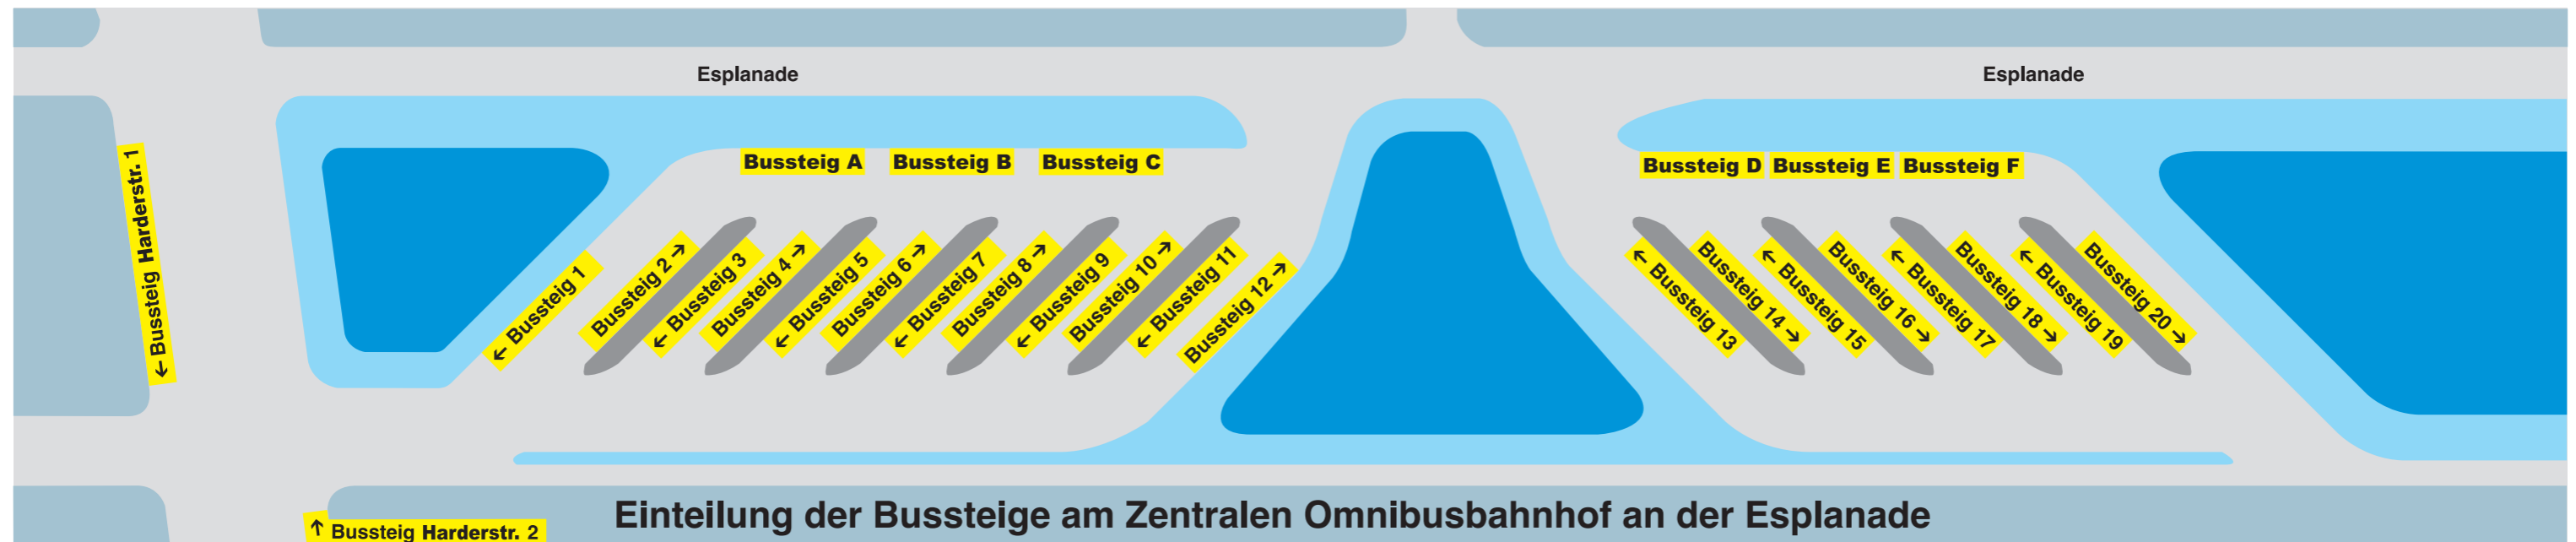 Esplanade
Esplanade
← Bussteig Harderstr. 1
Bussteig A
Bussteig B
Bussteig C
Bussteig D
Bussteig E
Bussteig F
← Bussteig 1
Bussteig 2 →
← Bussteig 3
Bussteig 4 →
← Bussteig 5
Bussteig 6 →
← Bussteig 7
Bussteig 8 →
← Bussteig 9
Bussteig 10 →
← Bussteig 11
Bussteig 12 →
← Bussteig 13
Bussteig 14 →
← Bussteig 15
Bussteig 16 →
← Bussteig 17
Bussteig 18 →
← Bussteig 19
Bussteig 20 →
Einteilung der Bussteige am Zentralen Omnibusbahnhof an der Esplanade
↑ Bussteig Harderstr. 2